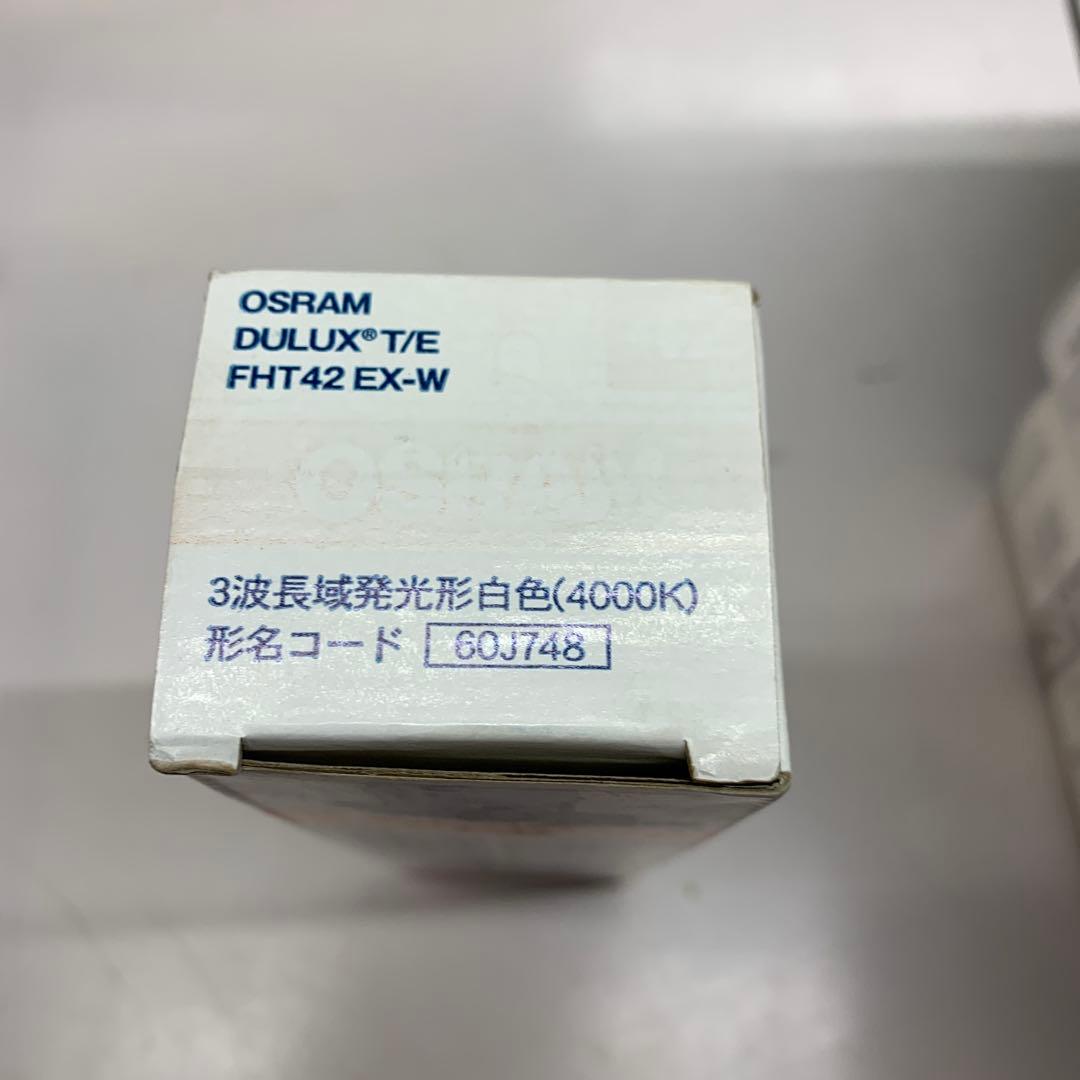 OSRAM
DULUX® T/E
FHT42 EX-W
3波長域発光形白色(4000K)
形名コード 60J748